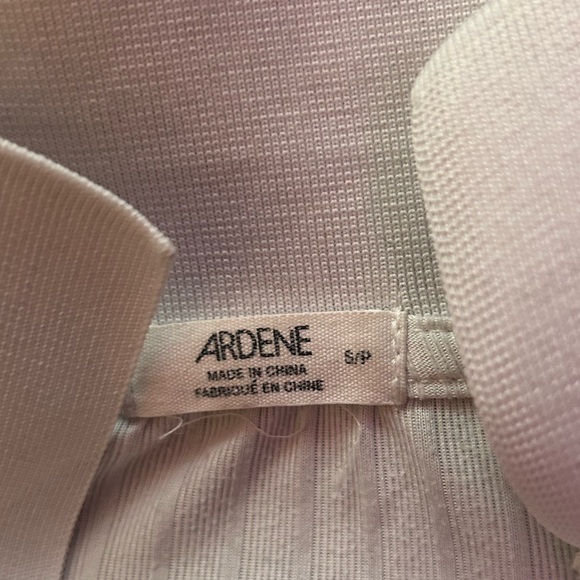 ARDENE
S/P
MADE IN CHINA
FABRIQUÉ EN CHINE